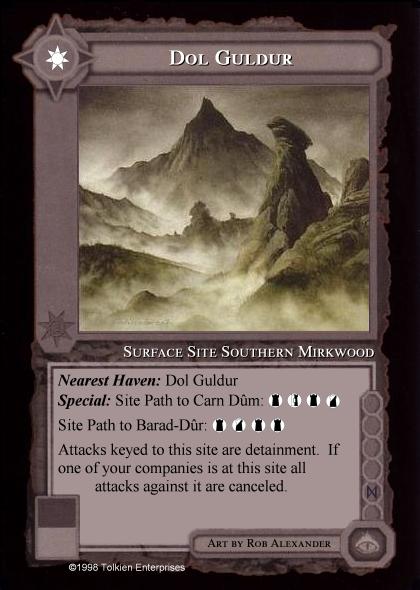 DOL GULDUR
SURFACE SITE SOUTHERN MIRKWOOD
Nearest Haven: Dol Guldur
Special: Site Path to Carn Dûm:
Site Path to Barad-Dûr:
Attacks keyed to this site are detainment. If
one of your companies is at this site all
attacks against it are canceled.
ART BY ROB ALEXANDER
©1998 Tolkien Enterprises